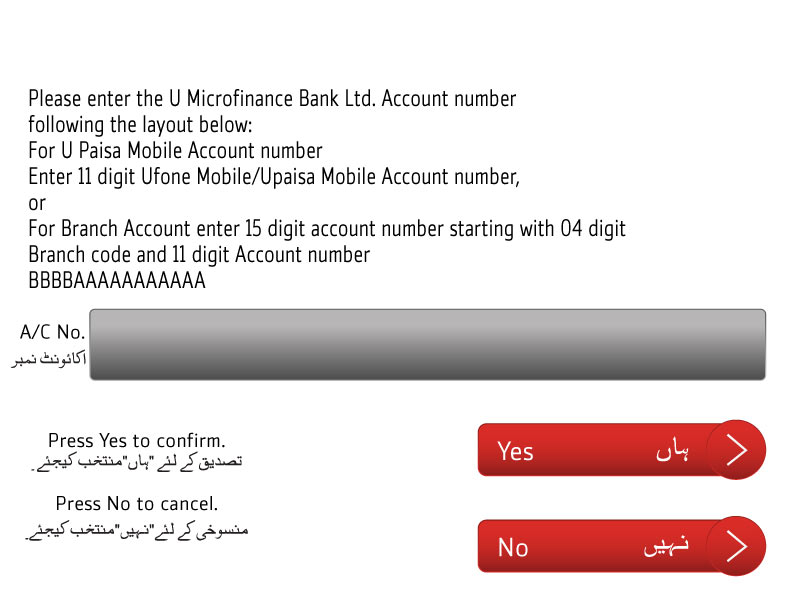 Please enter the U Microfinance Bank Ltd. Account number
following the layout below:
For U Paisa Mobile Account number
Enter 11 digit Ufone Mobile/Upaisa Mobile Account number,
or
For Branch Account enter 15 digit account number starting with 04 digit
Branch code and 11 digit Account number
BBBBAAAAAAAAAAA
A/C No.
اکائونٹ نمبر
Press Yes to confirm.
تصدیق کے لئے "ہاں" منتخب کیجئے۔
Yes ہاں
Press No to cancel.
منسوخی کے لئے "نہیں" منتخب کیجئے۔
No نہیں